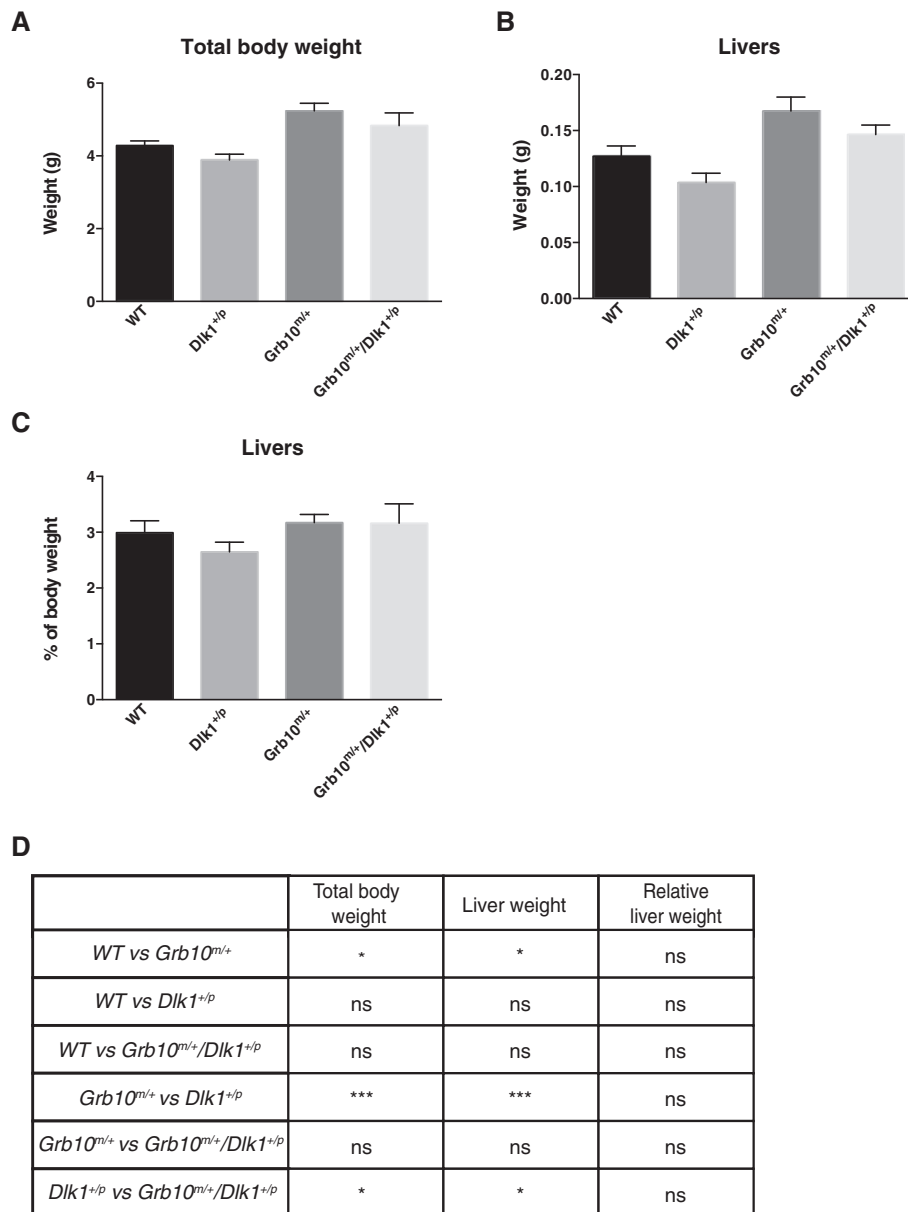 A
Total body weight
Weight (g)
6
4
2
0
WT
Dlk1+/p
Grb10m/+
Grb10m/+/Dlk1+/p
B
Livers
Weight (g)
0.20
0.15
0.10
0.05
0.00
WT
Dlk1+/p
Grb10m/+
Grb10m/+/Dlk1+/p
C
Livers
% of body weight
4
3
2
1
0
WT
Dlk1+/p
Grb10m/+
Grb10m/+/Dlk1+/p
D
Total body weight Liver weight Relative liver weight
WT vs Grb10m/+ * * ns
WT vs Dlk1+/p ns ns ns
WT vs Grb10m/+/Dlk1+/p ns ns ns
Grb10m/+ vs Dlk1+/p *** *** ns
Grb10m/+ vs Grb10m/+/Dlk1+/p ns ns ns
Dlk1+/p vs Grb10m/+/Dlk1+/p * * ns